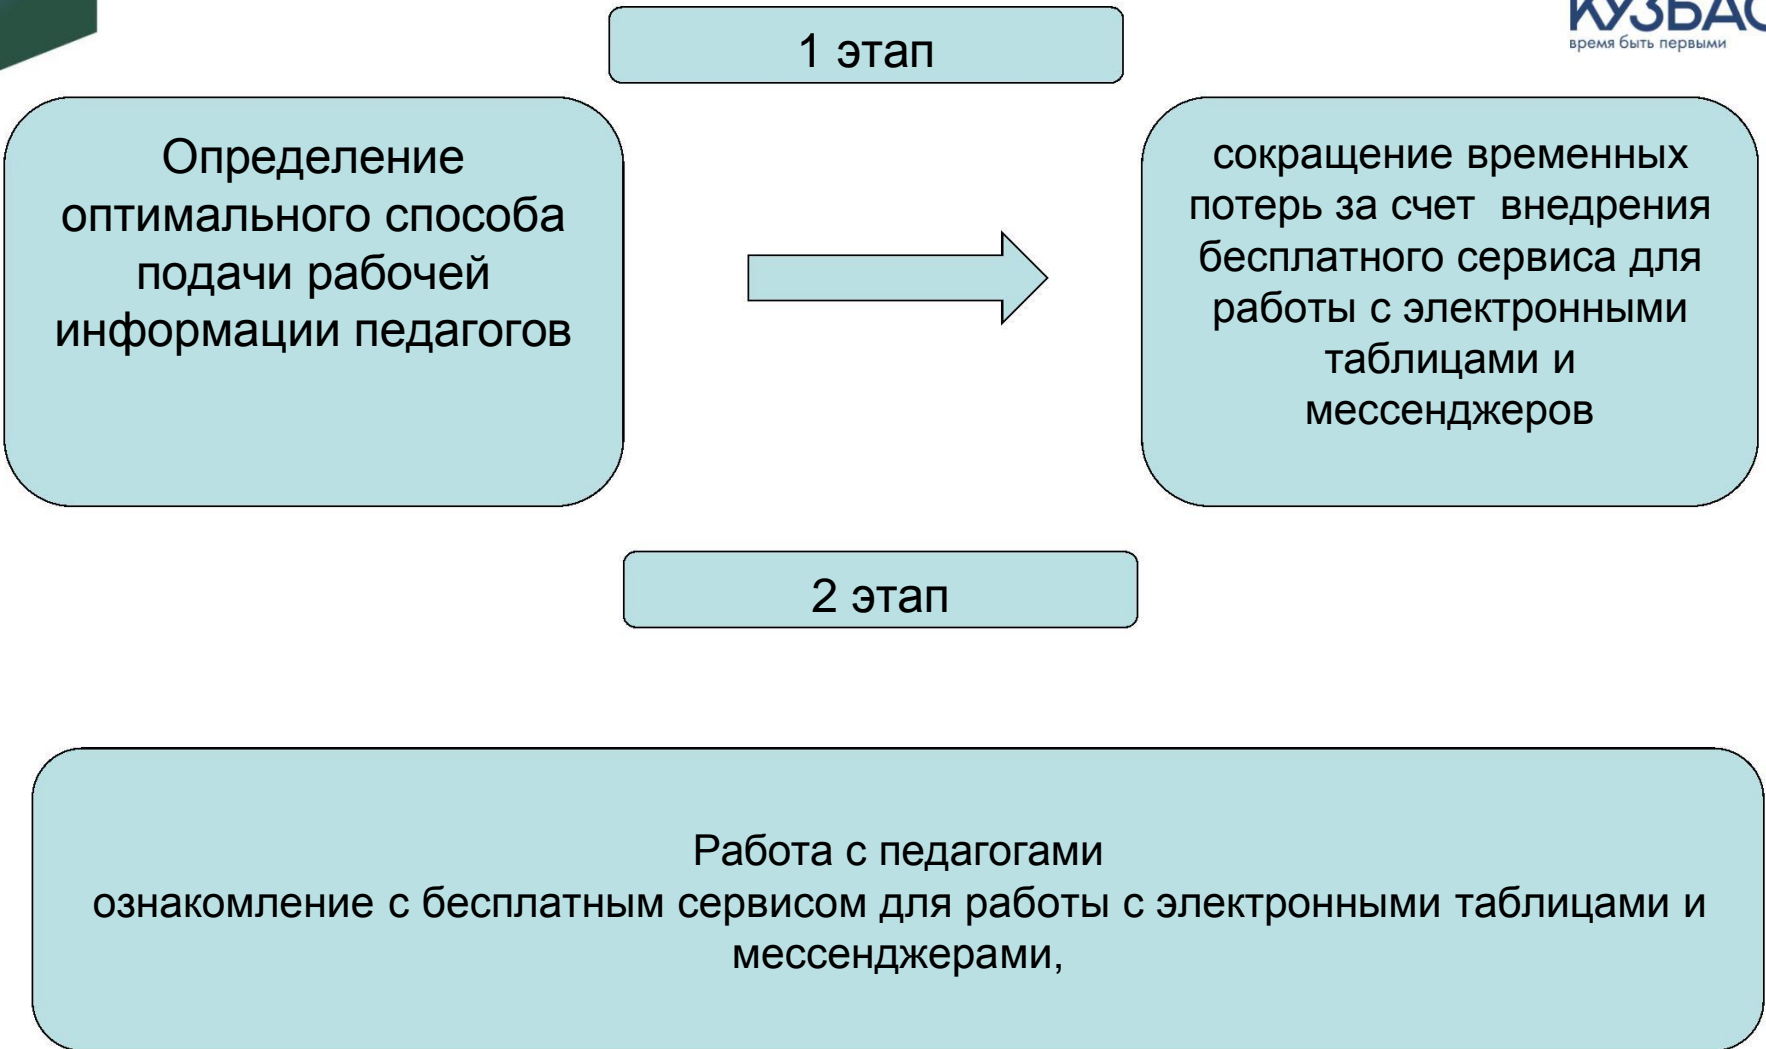 время быть первыми
1 этап
Определение
оптимального способа
подачи рабочей
информации педагогов
сокращение временных
потерь за счет внедрения
бесплатного сервиса для
работы с электронными
таблицами и
мессенджеров
2 этап
Работа с педагогами
ознакомление с бесплатным сервисом для работы с электронными таблицами и
мессенджерами,